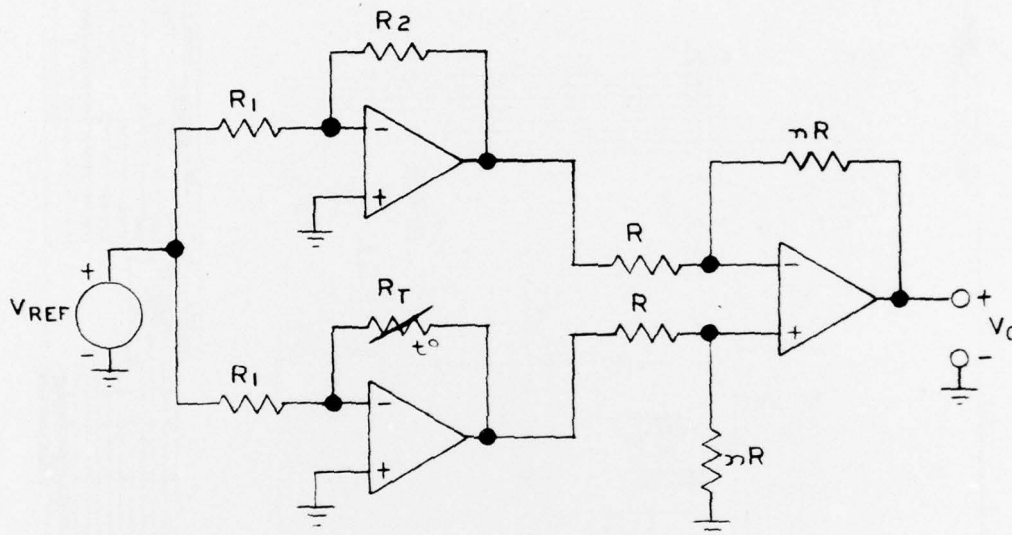 R2
R1
-
+
nR
R
-
+
+
VREF
-
RT
t°
R
+
Vo
-
R1
-
+
nR